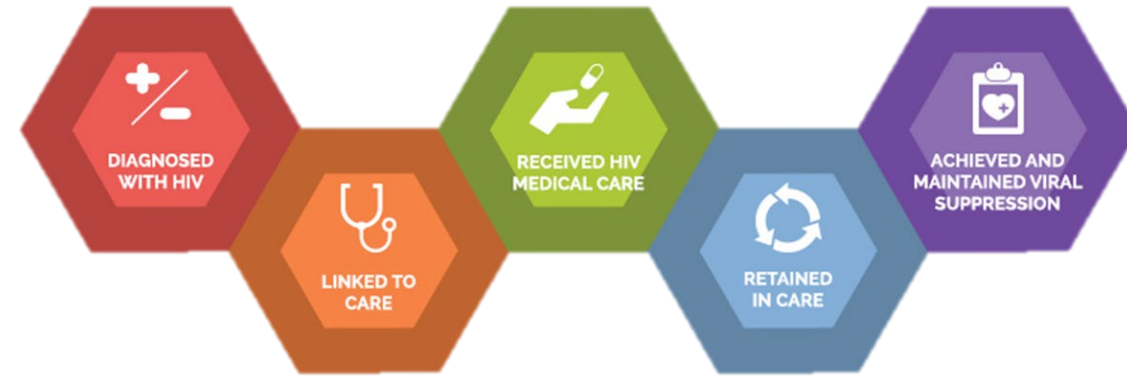 DIAGNOSED
WITH HIV
LINKED TO
CARE
RECEIVED HIV
MEDICAL CARE
RETAINED
IN CARE
ACHIEVED AND
MAINTAINED VIRAL
SUPPRESSION